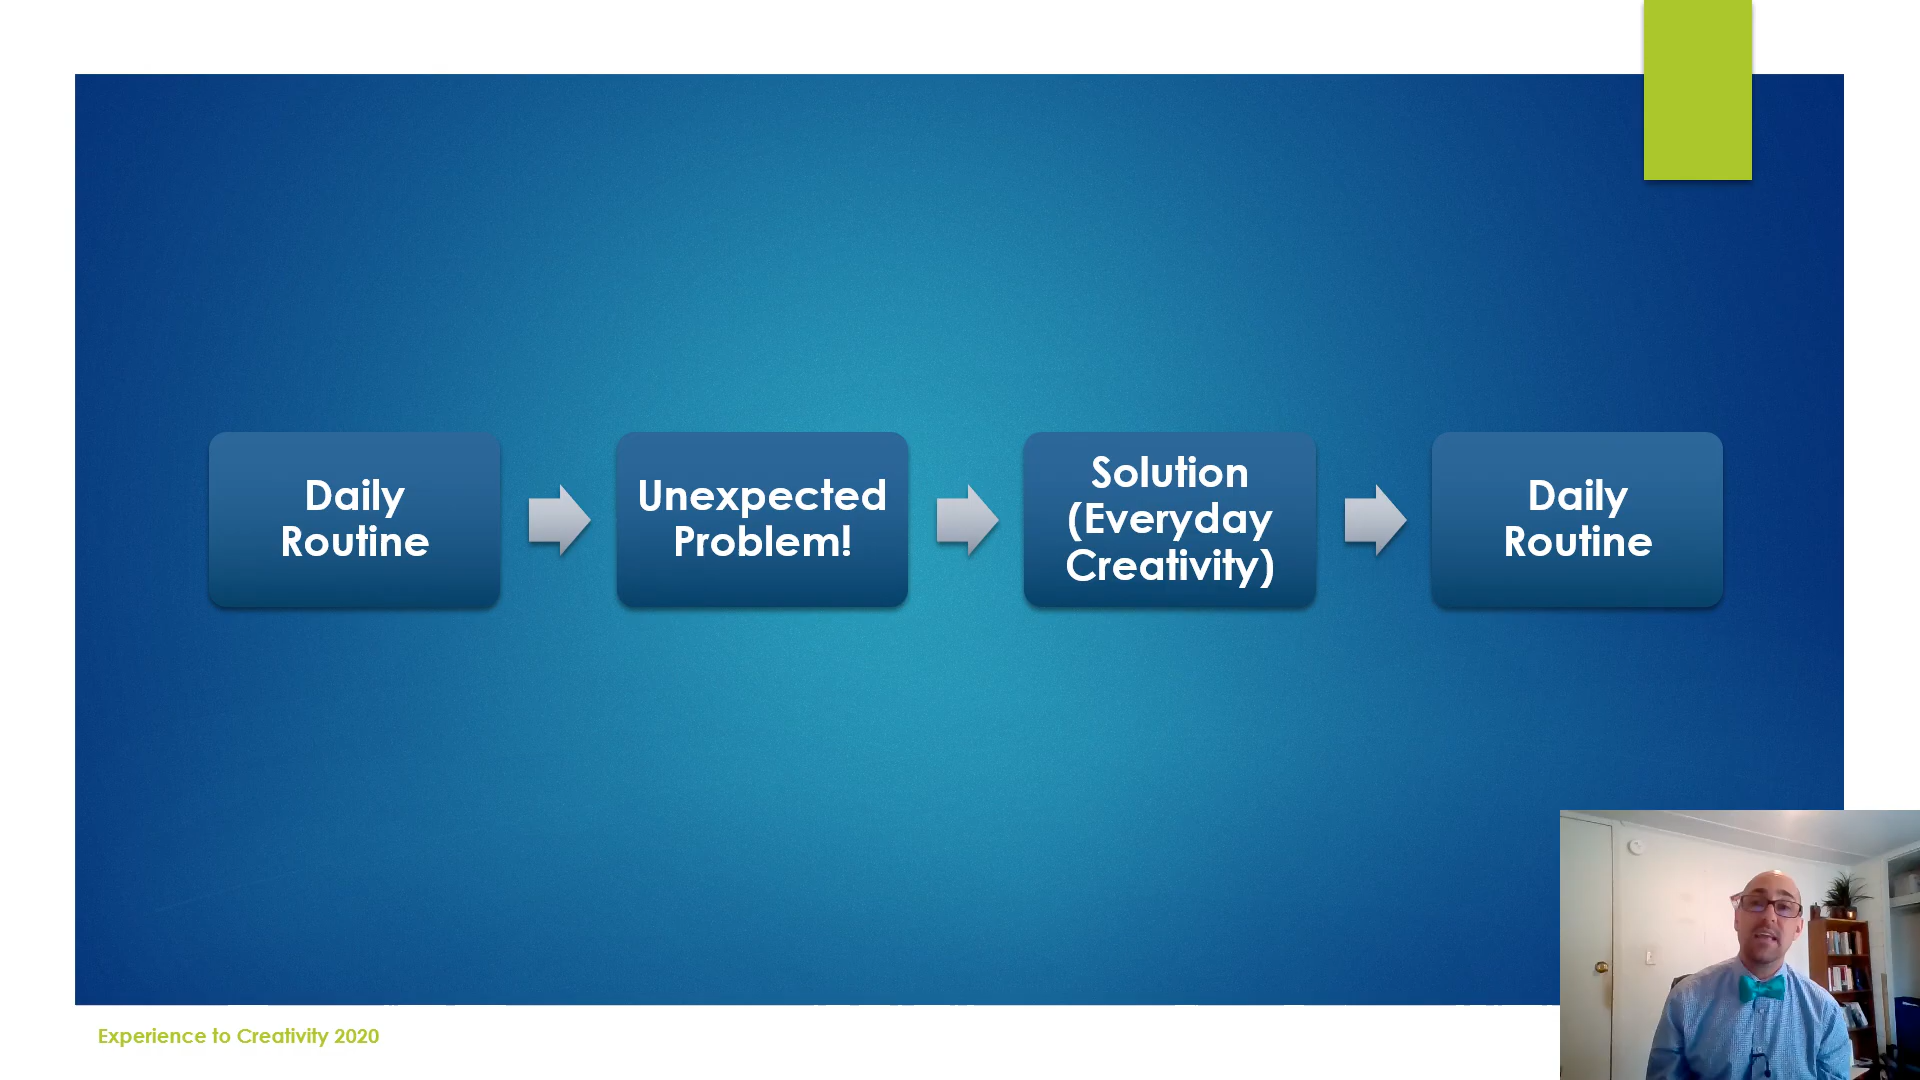 Daily
Routine
Unexpected
Problem!
Solution
(Everyday
Creativity)
Daily
Routine
Experience to Creativity 2020